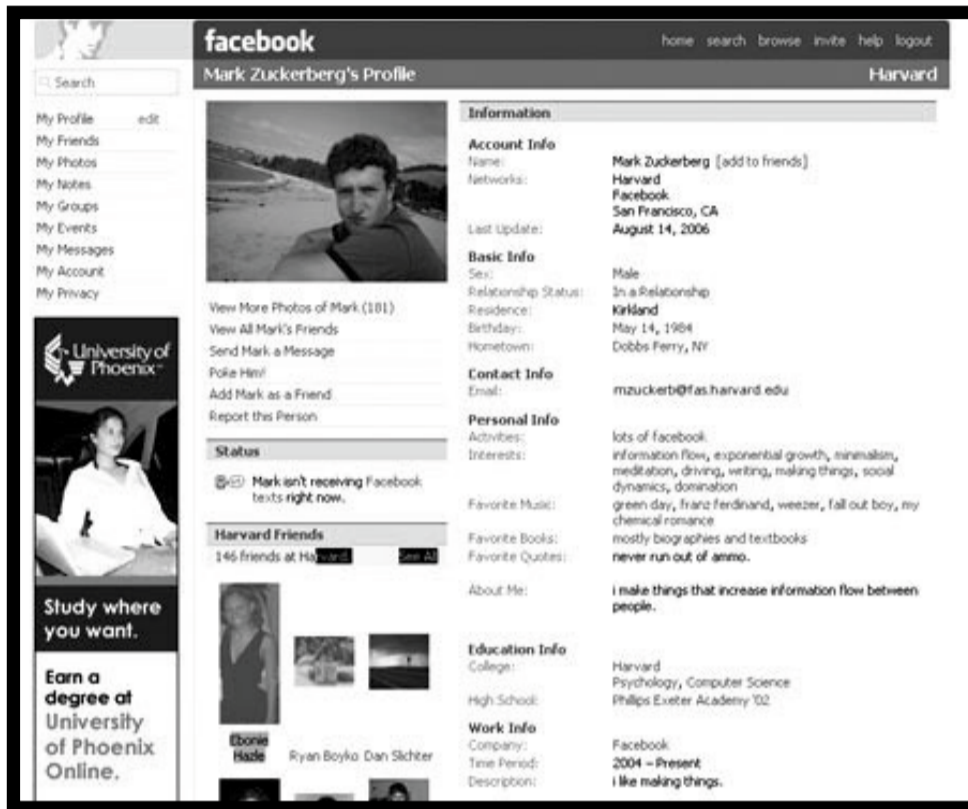 facebook
home search browse invite help logout
Mark Zuckerberg's Profile Harvard
Search
My Profile edit
My Friends
My Photos
My Notes
My Groups
My Events
My Messages
My Account
My Privacy
University of
Phoenix
Study where
you want.
Earn a
degree at
University
of Phoenix
Online.
View More Photos of Mark (181)
View All Mark's Friends
Send Mark a Message
Poke Him!
Add Mark as a Friend
Report this Person
Status
Mark isn't receiving Facebook
texts right now.
Harvard Friends
146 friends at Harvard. See All
Ebonie
Hazle
Ryan Boyko Dan Slichter
Information
Account Info
Name: Mark Zuckerberg [add to friends]
Networks: Harvard
Facebook
San Francisco, CA
Last Update: August 14, 2006
Basic Info
Sex: Male
Relationship Status: In a Relationship
Residence: Kirkland
Birthday: May 14, 1984
Hometown: Dobbs Ferry, NY
Contact Info
Email: mzuckerb@fas.harvard.edu
Personal Info
Activities: lots of facebook
Interests: information flow, exponential growth, minimalism,
meditation, driving, writing, making things, social
dynamics, domination
Favorite Music: green day, franz ferdinand, weezer, fall out boy, my
chemical romance
Favorite Books: mostly biographies and textbooks
Favorite Quotes: never run out of ammo.
About Me: i make things that increase information flow between
people.
Education Info
College: Harvard
Psychology, Computer Science
High School: Phillips Exeter Academy '02
Work Info
Company: Facebook
Time Period: 2004 – Present
Description: i like making things.